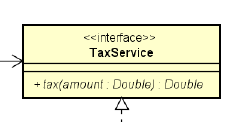 <<interface>>
TaxService
+ tax(amount : Double) : Double